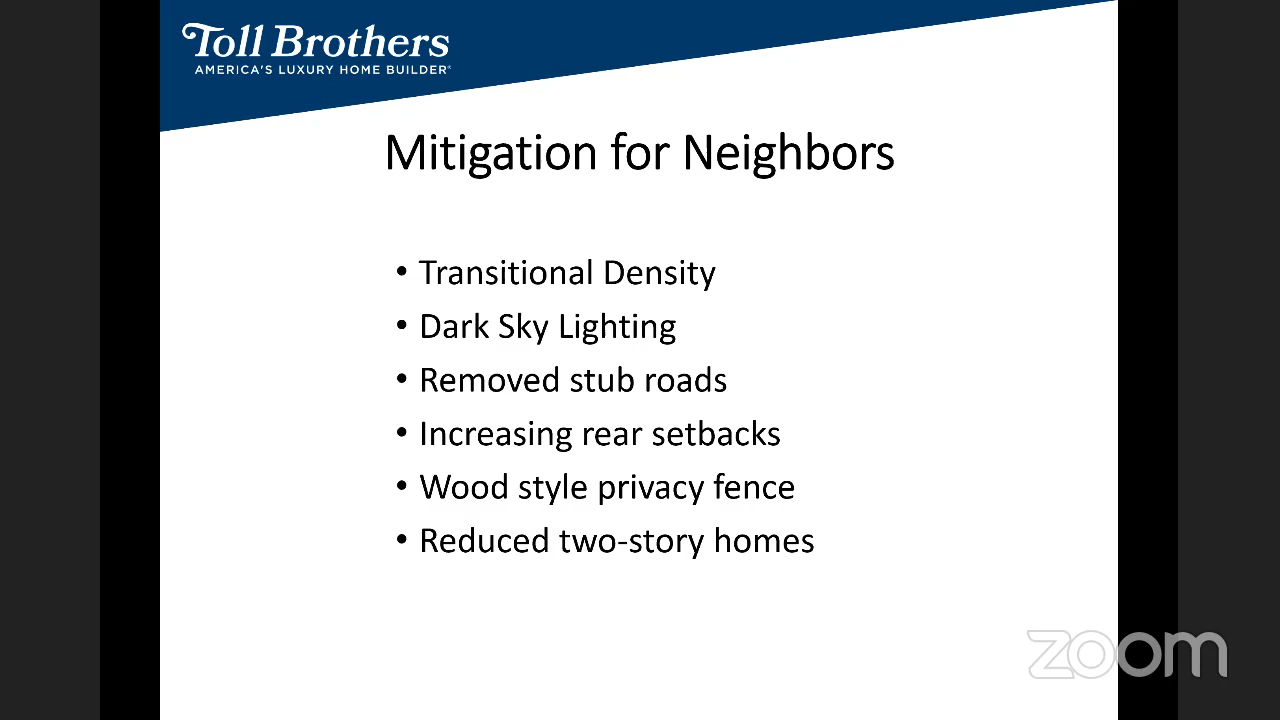 Toll Brothers
AMERICA'S LUXURY HOME BUILDER®
Mitigation for Neighbors
• Transitional Density
• Dark Sky Lighting
• Removed stub roads
• Increasing rear setbacks
• Wood style privacy fence
• Reduced two-story homes
zoom